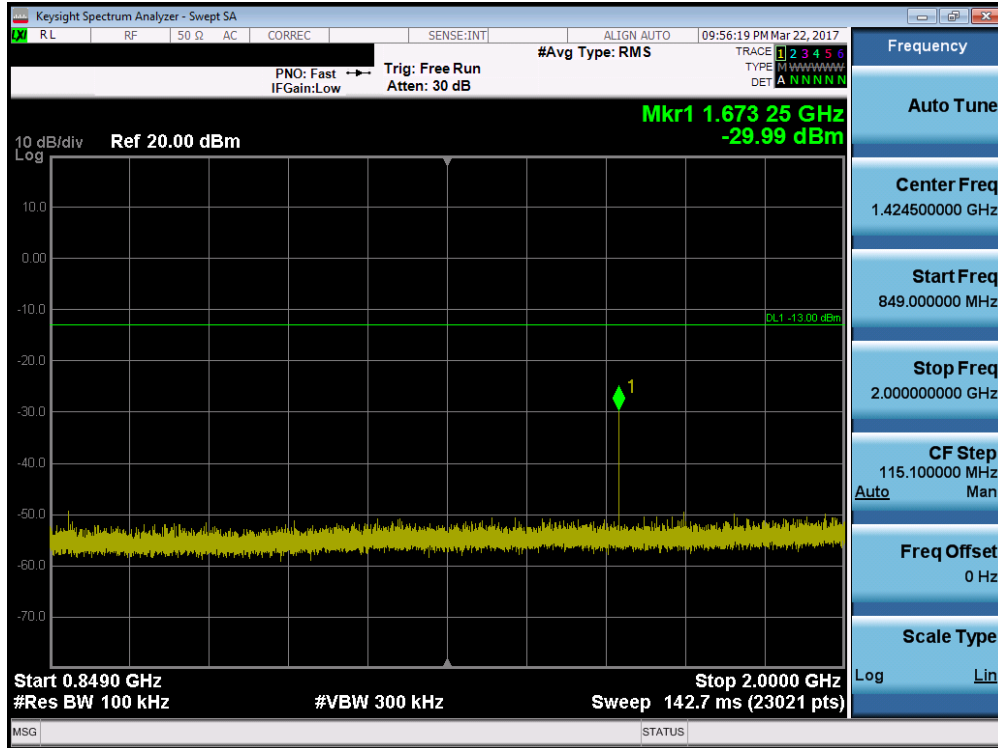 Keysight Spectrum Analyzer - Swept SA
LXI RL RF 50 Ω AC CORREC SENSE:INT ALIGN AUTO 09:56:19 PM Mar 22, 2017
PNO: Fast
IFGain:Low
Trig: Free Run
Atten: 30 dB
#Avg Type: RMS
TRACE 1 2 3 4 5 6
TYPE M W W W W W
DET A N N N N N
Mkr1 1.673 25 GHz
-29.99 dBm
10 dB/div
Log
Ref 20.00 dBm
10.0
0.00
-10.0
DL1 -13.00 dBm
-20.0
1
-30.0
-40.0
-50.0
-60.0
-70.0
Start 0.8490 GHz
Stop 2.0000 GHz
#Res BW 100 kHz
#VBW 300 kHz
Sweep 142.7 ms (23021 pts)
MSG
STATUS
Frequency
Auto Tune
Center Freq
1.424500000 GHz
Start Freq
849.000000 MHz
Stop Freq
2.000000000 GHz
CF Step
115.100000 MHz
Auto Man
Freq Offset
0 Hz
Scale Type
Log Lin